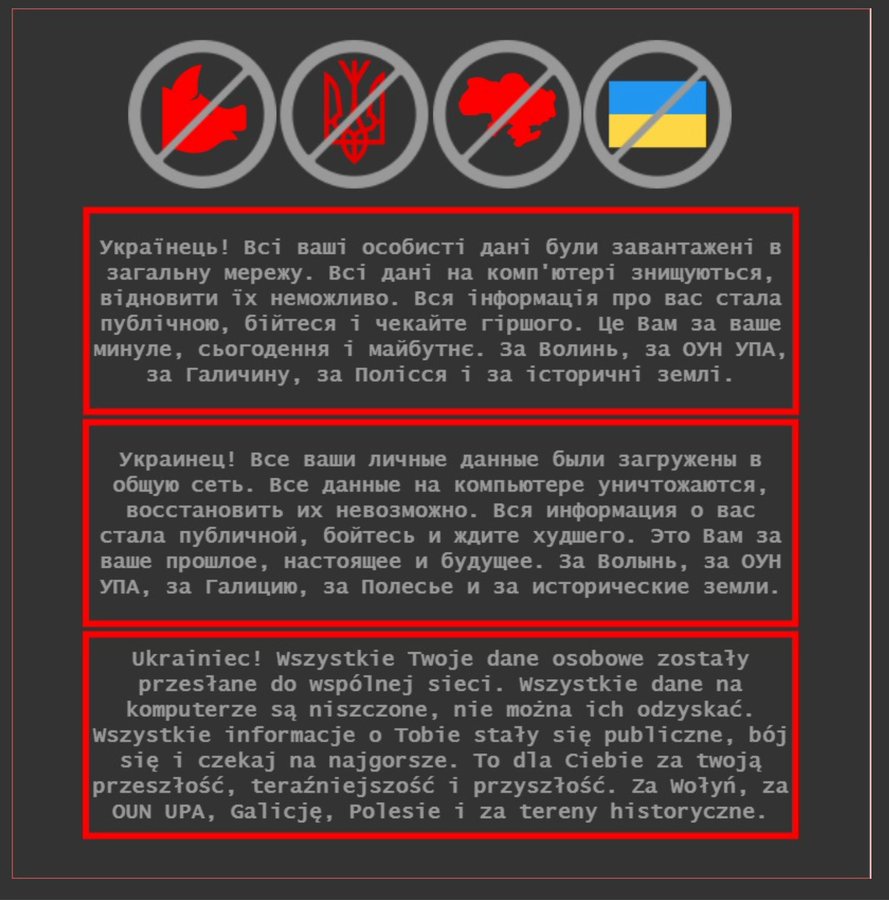 Українець! Всі ваші особисті дані були завантажені в
загальну мережу. Всі дані на комп'ютері знищуються,
відновити їх неможливо. Вся інформація про вас стала
публічною, бійтеся і чекайте гіршого. Це Вам за ваше
минуле, сьогодення і майбутнє. За Волинь, за ОУН УПА,
за Галичину, за Полісся і за історичні землі.
Украинец! Все ваши личные данные были загружены в
общую сеть. Все данные на компьютере уничтожаются,
восстановить их невозможно. Вся информация о вас
стала публичной, бойтесь и ждите худшего. Это Вам за
ваше прошлое, настоящее и будущее. За Волынь, за ОУН
УПА, за Галицию, за Полесье и за исторические земли.
Ukrainiec! Wszystkie Twoje dane osobowe zostały
przesłane do wspólnej sieci. Wszystkie dane na
komputerze są niszczone, nie można ich odzyskać.
Wszystkie informacje o Tobie stały się publiczne, bój
się i czekaj na najgorsze. To dla Ciebie za twoją
przeszłość, teraźniejszość i przyszłość. Za Wołyń, za
OUN UPA, Galicję, Polesie i za tereny historyczne.